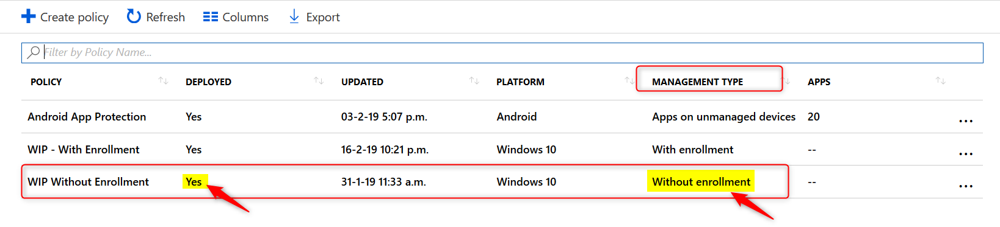 Create policy Refresh Columns Export
Filter by Policy Name...
POLICY DEPLOYED UPDATED PLATFORM MANAGEMENT TYPE APPS
Android App Protection Yes 03-2-19 5:07 p.m. Android Apps on unmanaged devices 20 ...
WIP - With Enrollment Yes 16-2-19 10:21 p.m. Windows 10 With enrollment -- ...
WIP Without Enrollment Yes 31-1-19 11:33 a.m. Windows 10 Without enrollment -- ...